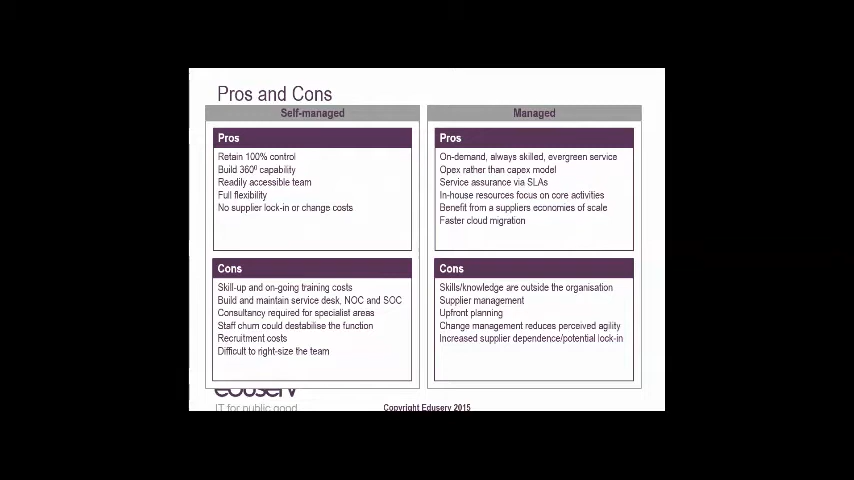 Pros and Cons
Self-managed
Pros
Retain 100% control
Build 360⁰ capability
Readily accessible team
Full flexibility
No supplier lock-in or change costs
Cons
Skill-up and on-going training costs
Build and maintain service desk, NOC and SOC
Consultancy required for specialist areas
Staff churn could destabilise the function
Recruitment costs
Difficult to right-size the team
Managed
Pros
On-demand, always skilled, evergreen service
Opex rather than capex model
Service assurance via SLAs
In-house resources focus on core activities
Benefit from a suppliers economies of scale
Faster cloud migration
Cons
Skills/knowledge are outside the organisation
Supplier management
Upfront planning
Change management reduces perceived agility
Increased supplier dependence/potential lock-in
eduserv
IT for public good
Copyright Eduserv 2015